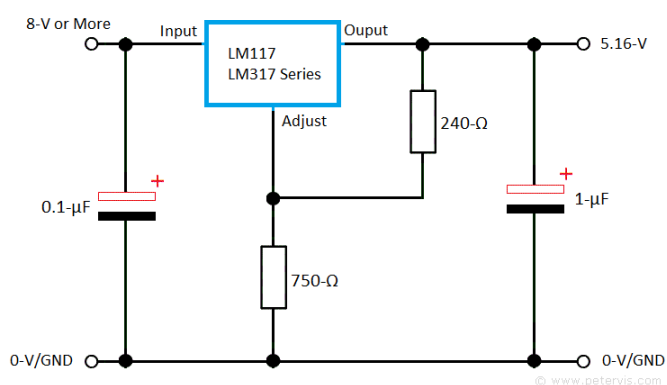 8-V or More
Input
LM117
LM317 Series
Ouput
5.16-V
Adjust
240-Ω
+
0.1-µF
+
1-µF
750-Ω
0-V/GND
0-V/GND
© www.petervis.com